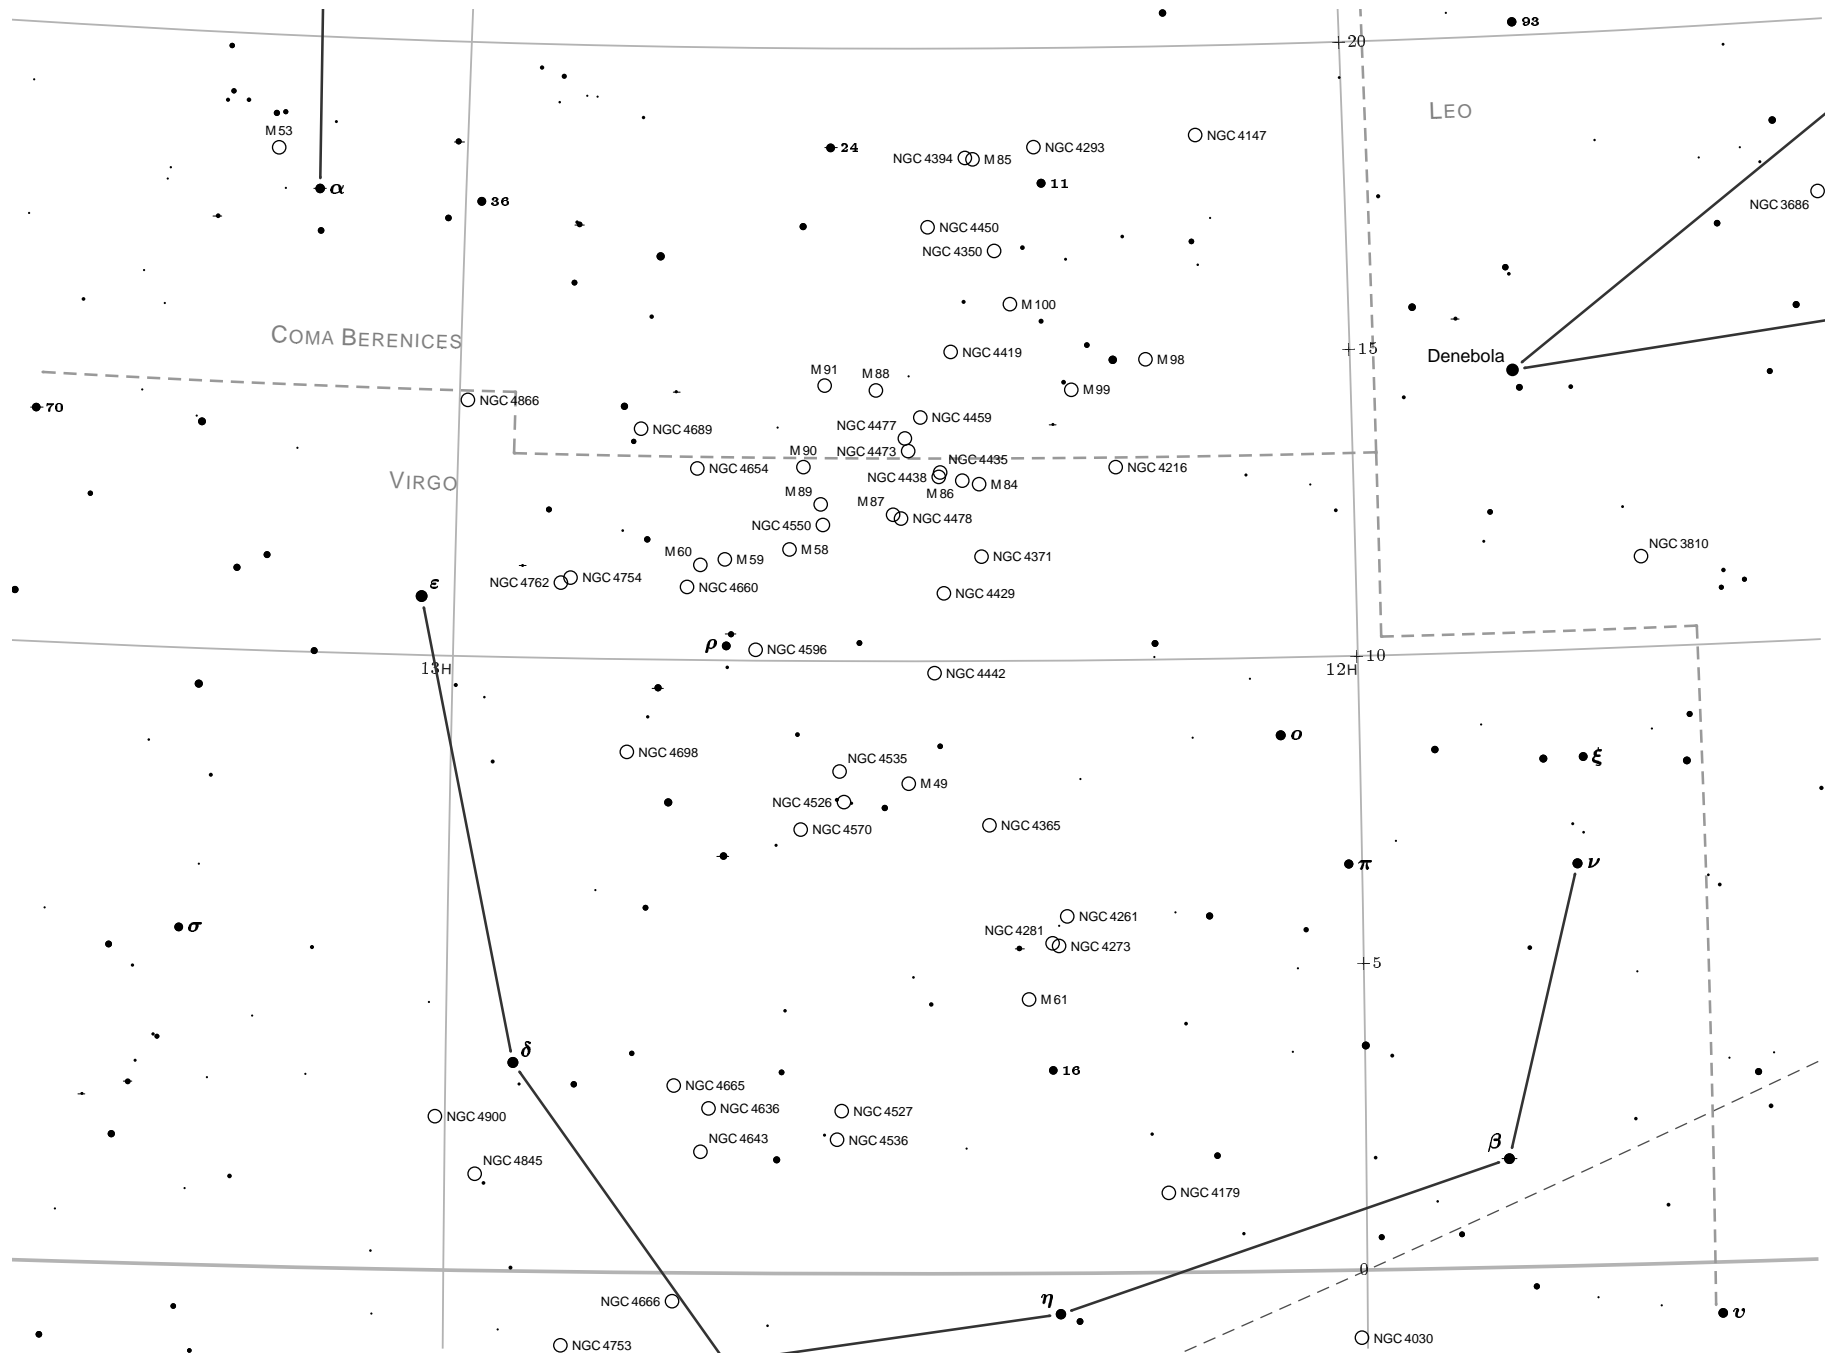 93
+20
LEO
M 53
NGC 4147
24
NGC 4293
NGC 4394
M 85
11
α
36
NGC 3686
NGC 4450
NGC 4350
M 100
COMA BERENICES
+15
NGC 4419
M 98
Denebola
M 91
M 88
M 99
70
NGC 4866
NGC 4459
NGC 4689
NGC 4477
M 90
NGC 4473
NGC 4435
NGC 4654
NGC 4216
VIRGO
NGC 4438
M 84
M 89
M 86
M 87
NGC 4478
NGC 4550
NGC 3810
M 60
M 58
M 59
NGC 4371
NGC 4762
NGC 4754
ε
NGC 4660
NGC 4429
ρ
NGC 4596
+10
13H
12H
NGC 4442
ο
NGC 4698
NGC 4535
ξ
M 49
NGC 4526
NGC 4570
NGC 4365
π
ν
NGC 4261
σ
NGC 4281
NGC 4273
+5
M 61
δ
16
NGC 4665
NGC 4636
NGC 4527
NGC 4900
NGC 4643
NGC 4536
β
NGC 4845
NGC 4179
0
NGC 4666
η
υ
NGC 4753
NGC 4030